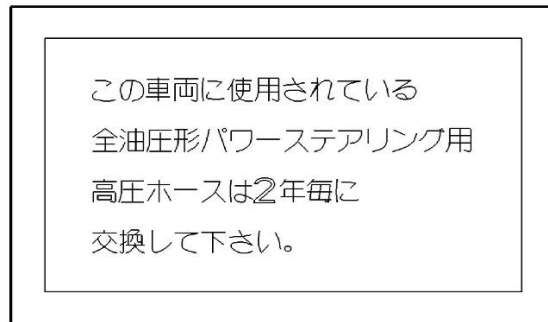 この車両に使用されている
全油圧形パワーステアリング用
高圧ホースは2年毎に
交換して下さい。